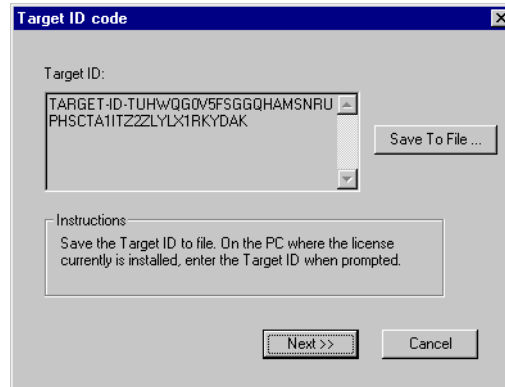 Target ID code
Target ID:
TARGET-ID-TUHWQG0V5FSGGQHAMSNRU
PHSCTA1ITZ2ZLYLX1RKYDAK
Save To File ...
Instructions
Save the Target ID to file. On the PC where the license
currently is installed, enter the Target ID when prompted.
Next >>
Cancel